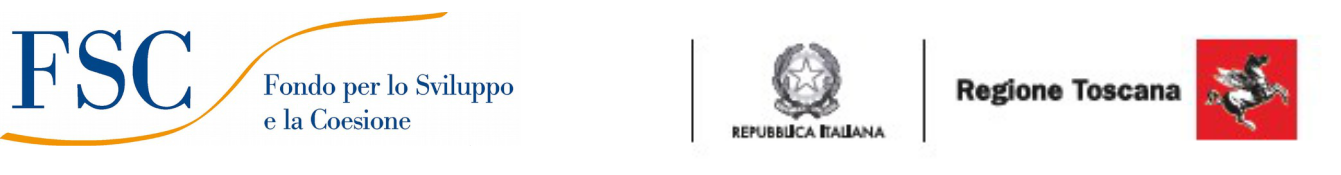 FSC
Fondo per lo Sviluppo
e la Coesione
REPUBBLICA ITALIANA
Regione Toscana